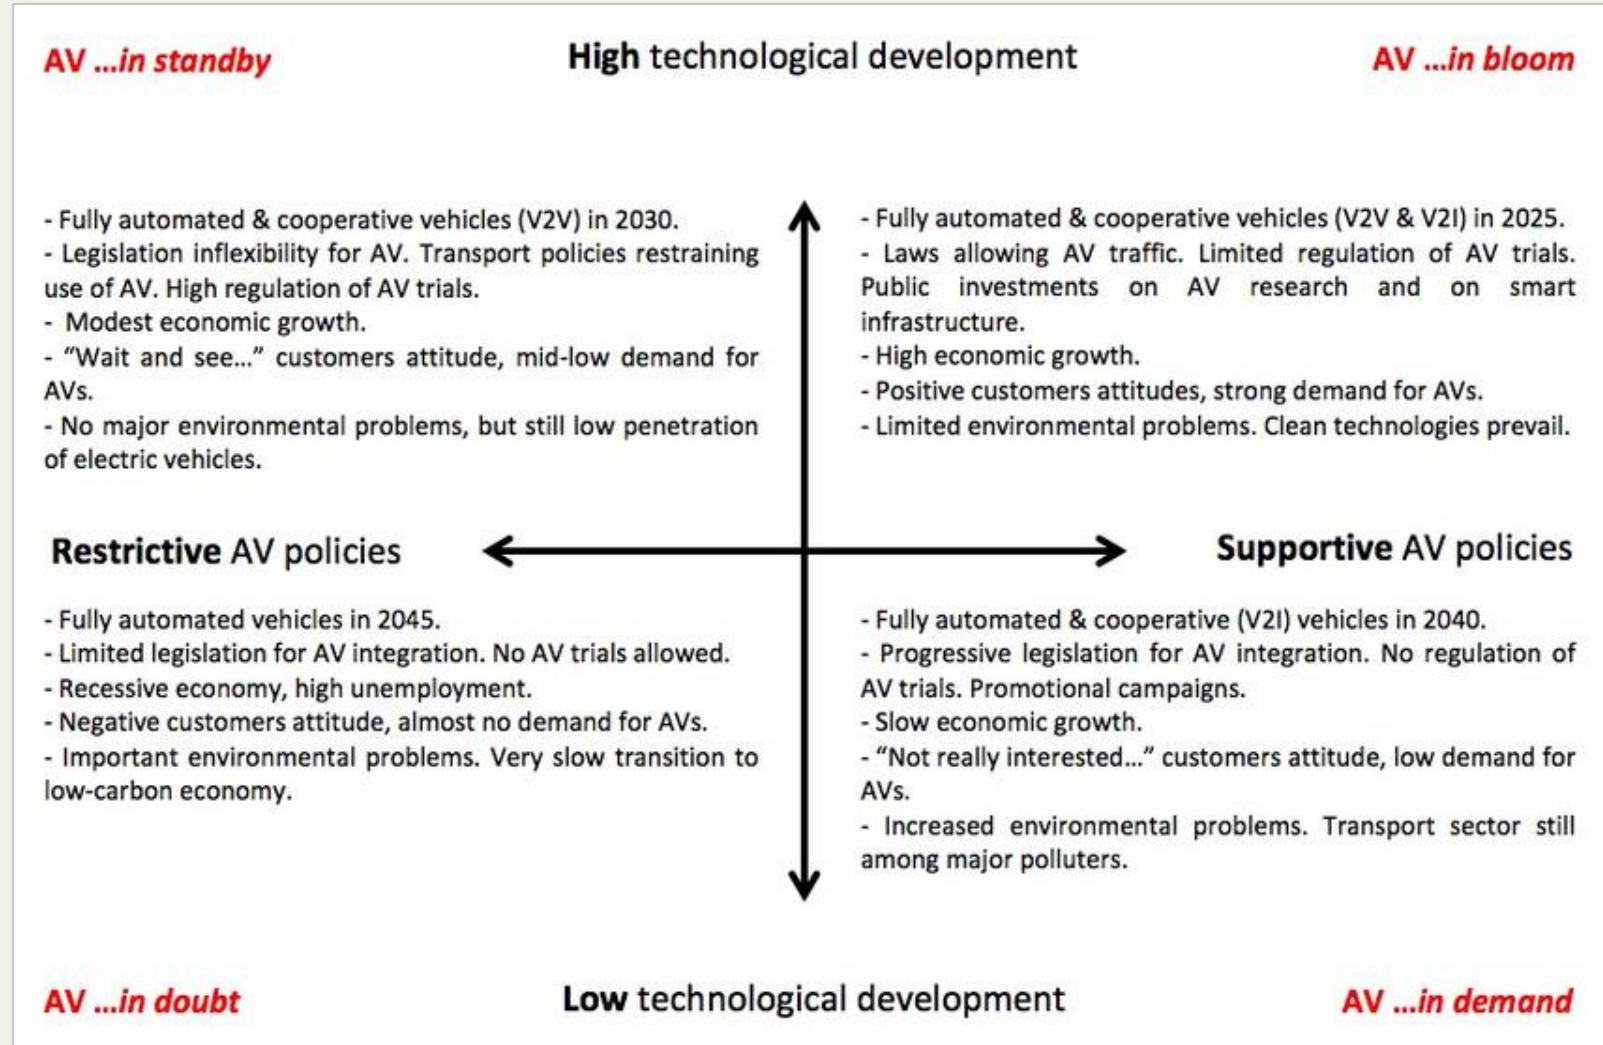 AV ...in standby
High technological development
AV ...in bloom
- Fully automated & cooperative vehicles (V2V) in 2030.
- Legislation inflexibility for AV. Transport policies restraining
use of AV. High regulation of AV trials.
- Modest economic growth.
- “Wait and see...” customers attitude, mid-low demand for
AVs.
- No major environmental problems, but still low penetration
of electric vehicles.
- Fully automated & cooperative vehicles (V2V & V2I) in 2025.
- Laws allowing AV traffic. Limited regulation of AV trials.
Public investments on AV research and on smart
infrastructure.
- High economic growth.
- Positive customers attitudes, strong demand for AVs.
- Limited environmental problems. Clean technologies prevail.
Restrictive AV policies
Supportive AV policies
- Fully automated vehicles in 2045.
- Limited legislation for AV integration. No AV trials allowed.
- Recessive economy, high unemployment.
- Negative customers attitude, almost no demand for AVs.
- Important environmental problems. Very slow transition to
low-carbon economy.
- Fully automated & cooperative (V2I) vehicles in 2040.
- Progressive legislation for AV integration. No regulation of
AV trials. Promotional campaigns.
- Slow economic growth.
- “Not really interested...” customers attitude, low demand for
AVs.
- Increased environmental problems. Transport sector still
among major polluters.
AV ...in doubt
Low technological development
AV ...in demand